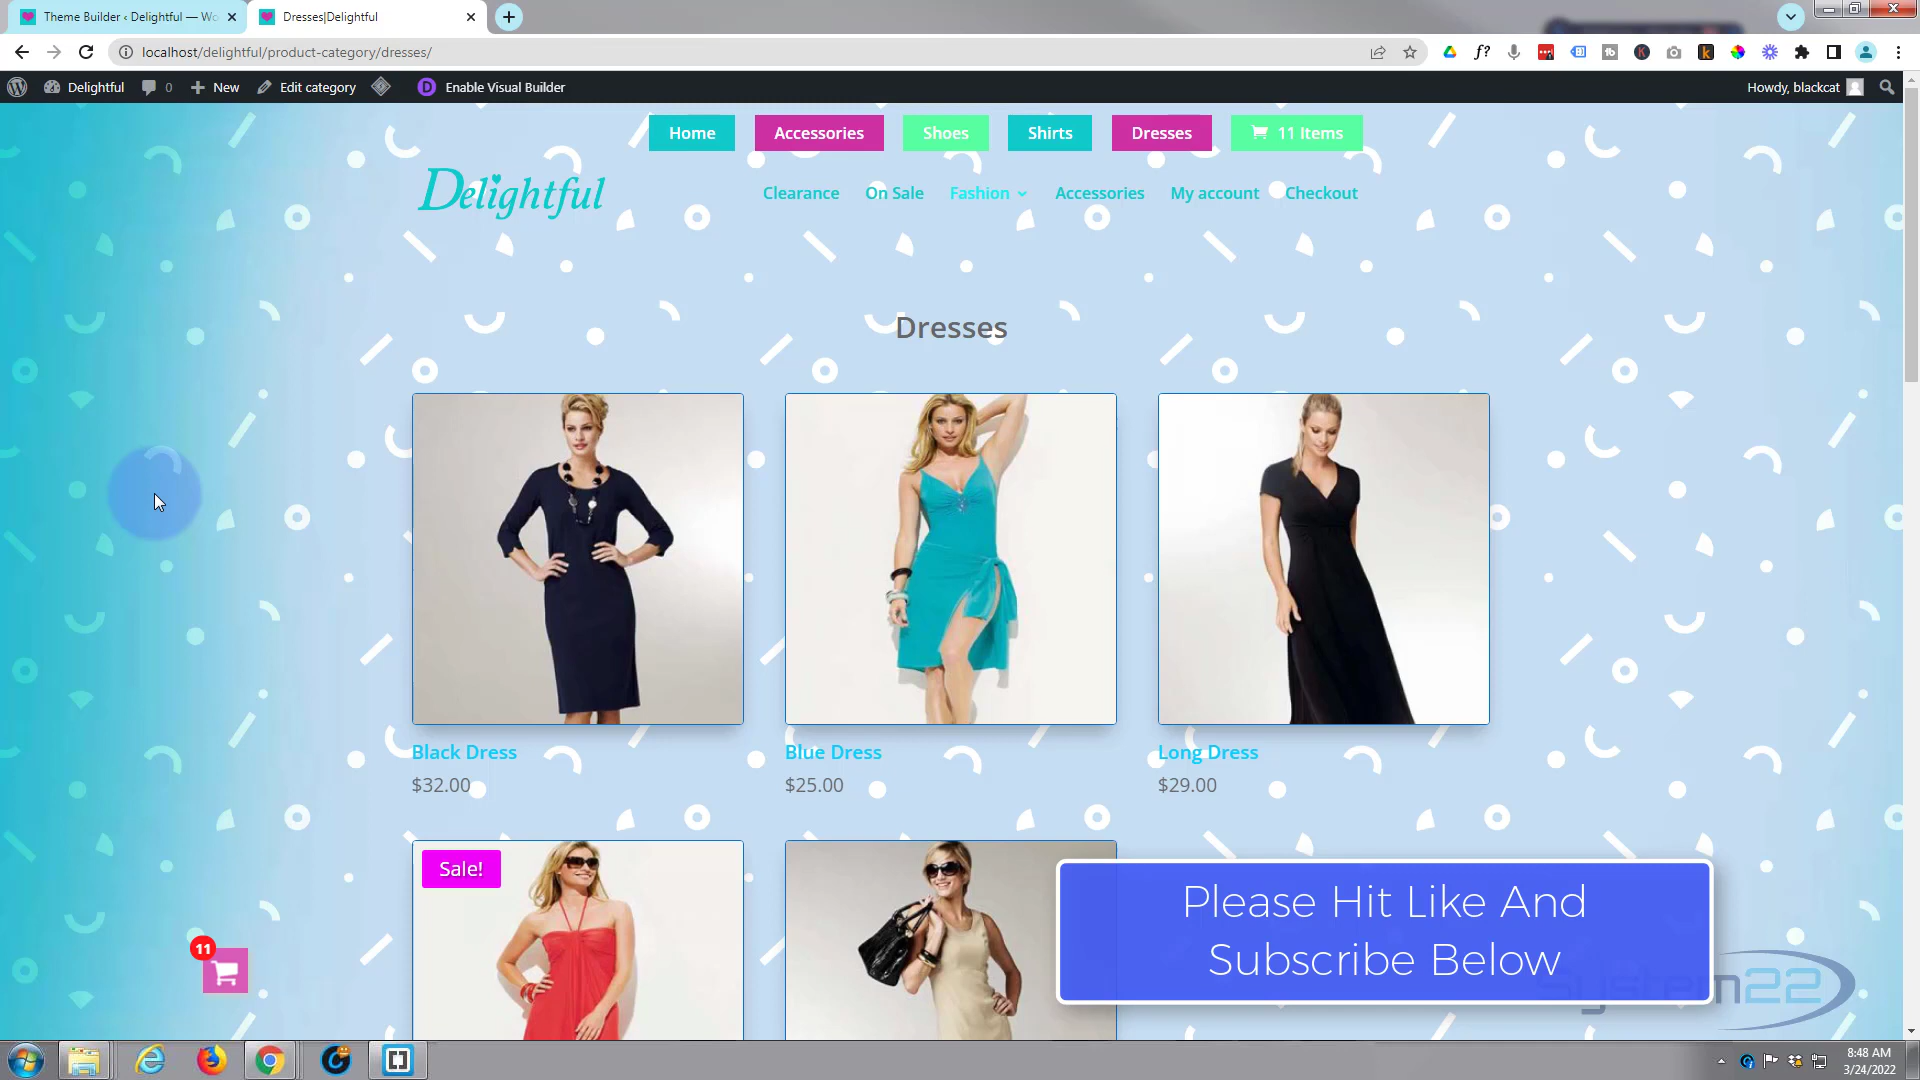 Theme Builder ‹ Delightful — Wo
Dresses|Delightful
localhost/delightful/product-category/dresses/
Delightful
0
New
Edit category
Enable Visual Builder
Howdy, blackcat
Home
Accessories
Shoes
Shirts
Dresses
11 Items
Delightful
Clearance
On Sale
Fashion
Accessories
My account
Checkout
Dresses
Black Dress
Blue Dress
Long Dress
$32.00
$25.00
$29.00
Sale!
11
Please Hit Like And
Subscribe Below
system22
8:48 AM
3/24/2022